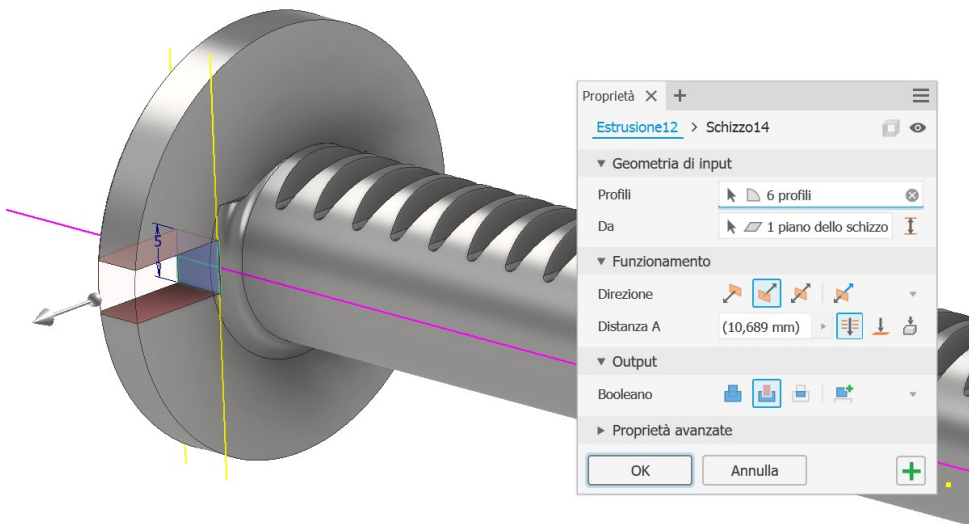 Proprietà
Estrusione12 > Schizzo14
Geometria di input
Profili
6 profili
Da
1 piano dello schizzo
Funzionamento
Direzione
Distanza A
(10,689 mm)
Output
Booleano
Proprietà avanzate
OK
Annulla
5